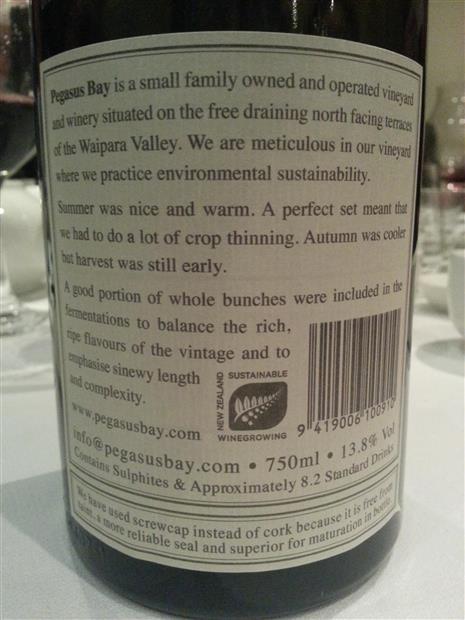 Pegasus Bay is a small family owned and operated vineyard
and winery situated on the free draining north facing terraces
of the Waipara Valley. We are meticulous in our vineyard
where we practice environmental sustainability.
Summer was nice and warm. A perfect set meant that
we had to do a lot of crop thinning. Autumn was cooler
but harvest was still early.
A good portion of whole bunches were included in the
fermentations to balance the rich,
ripe flavours of the vintage and to
emphasise sinewy length
and complexity.
www.pegasusbay.com
NEW ZEALAND
SUSTAINABLE
WINEGROWING
9 419006 100910
info@pegasusbay.com • 750ml • 13.8% Vol
Contains Sulphites & Approximately 8.2 Standard Drinks
We have used screwcap instead of cork because it is free from
taint, a more reliable seal and superior for maturation in bottle.